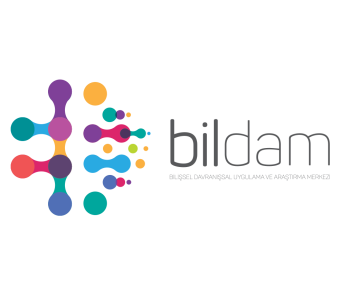 bildam
BİLİŞSEL DAVRANIŞSAL UYGULAMA VE ARAŞTIRMA MERKEZİ